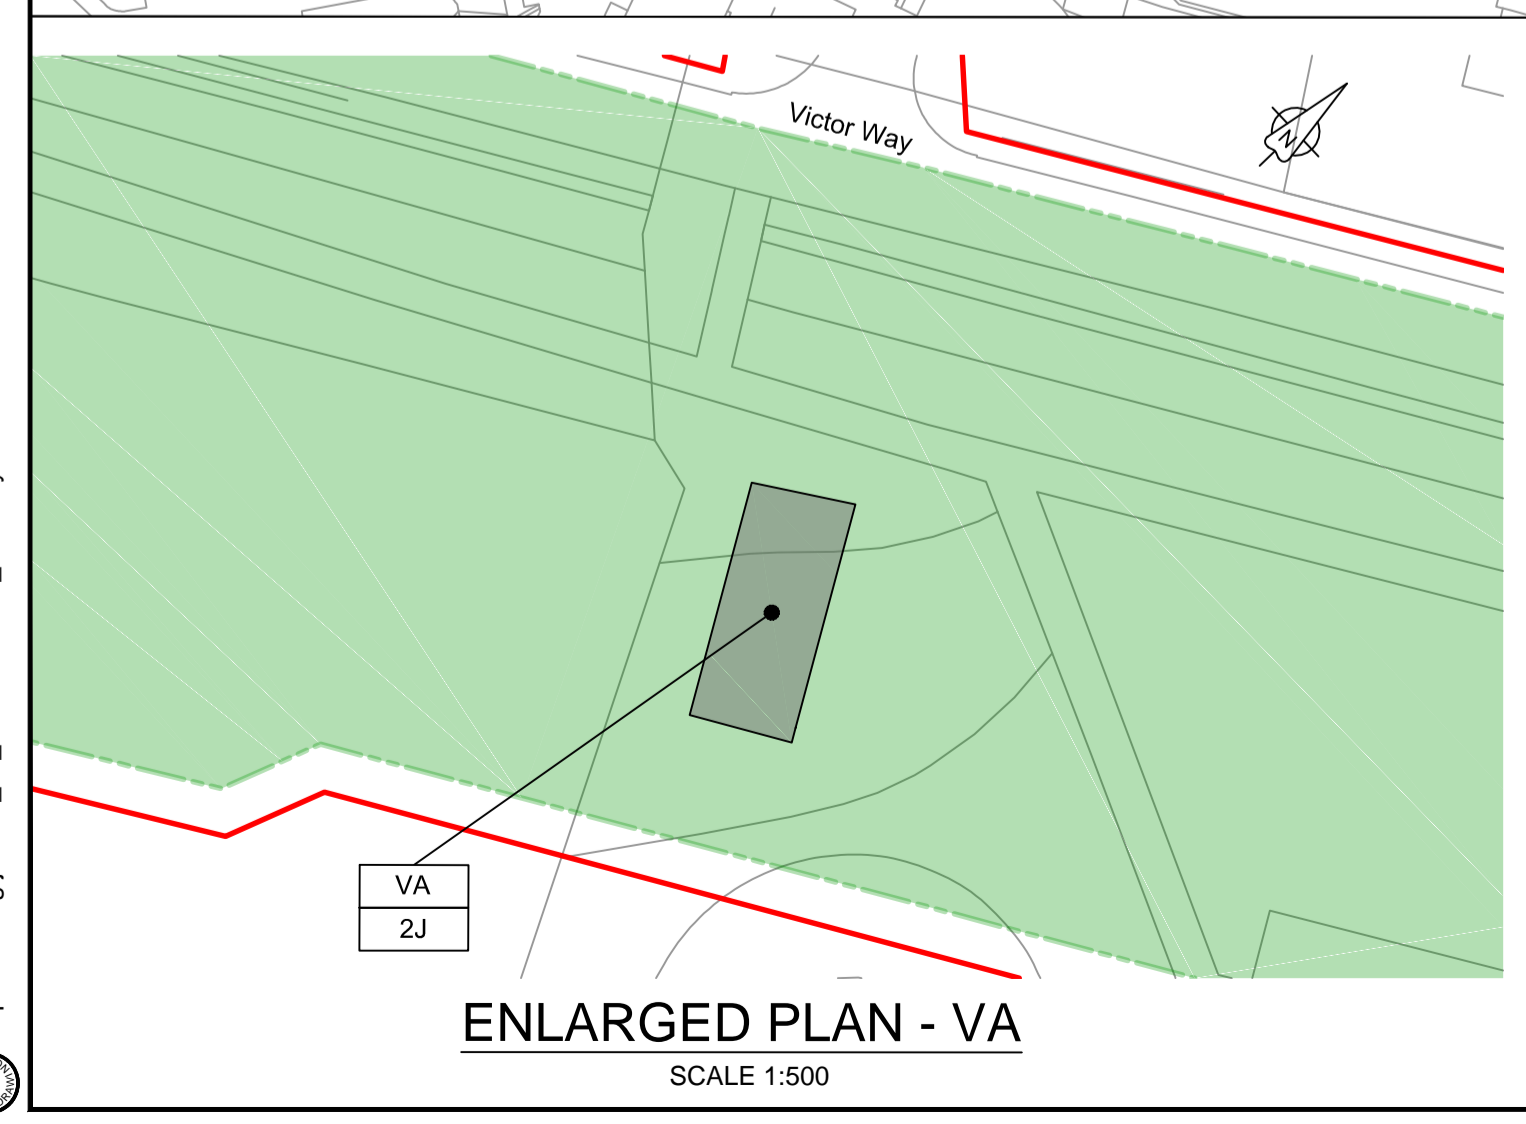 Victor Way
N
VA
2J
ENLARGED PLAN - VA
SCALE 1:500